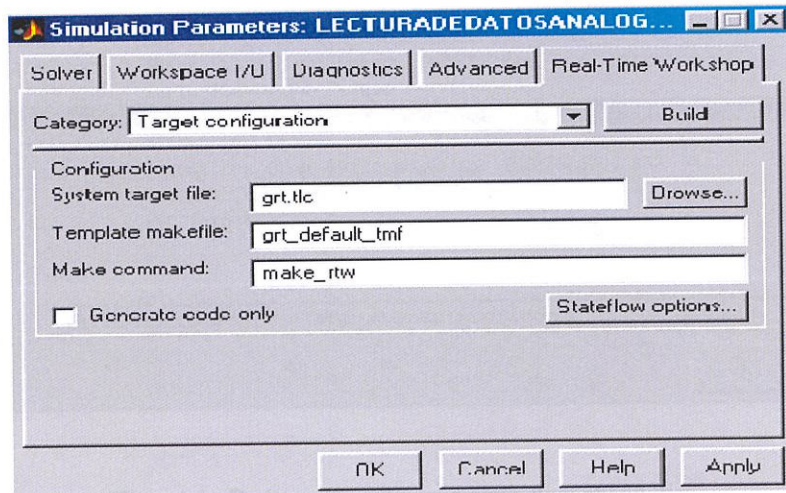 Simulation Parameters: LECTURADEDATOSANALOG...
Solver Workspace I/O Diagnostics Advanced Real-Time Workshop
Category: Target configuration Build
Configuration
System target file: grt.tlc Browse...
Template makefile: grt_default_tmf
Make command: make_rtw
Generate code only Stateflow options...
OK Cancel Help Apply